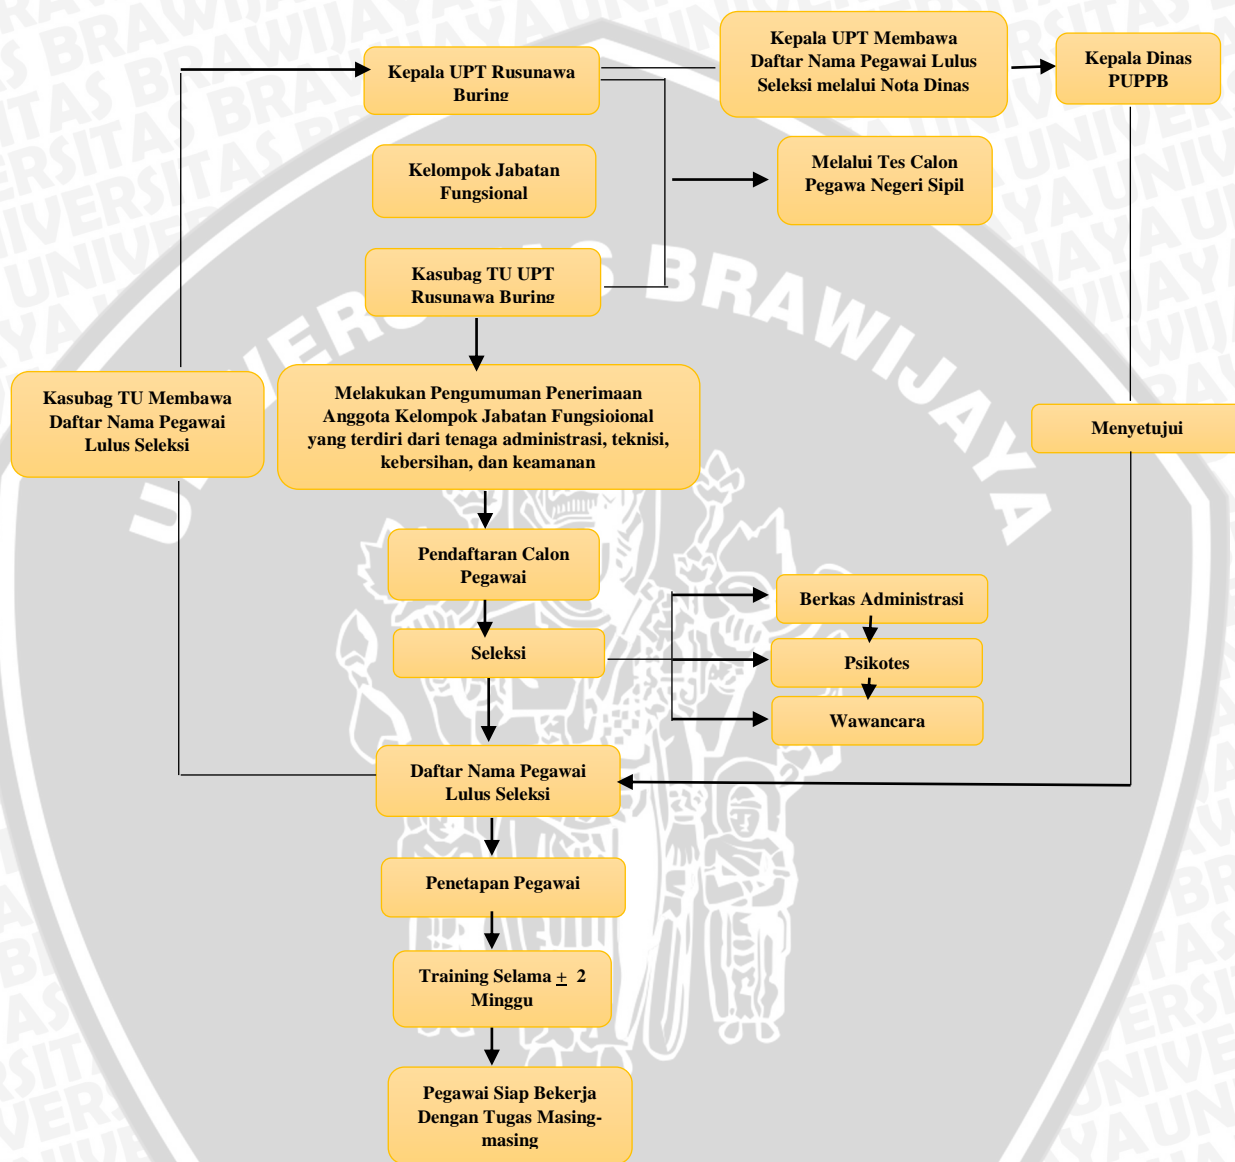 Kepala UPT Rusunawa
Buring
Kepala UPT Membawa
Daftar Nama Pegawai Lulus
Seleksi melalui Nota Dinas
Kepala Dinas
PUPPB
Kelompok Jabatan
Fungsional
Melalui Tes Calon
Pegawa Negeri Sipil
Kasubag TU UPT
Rusunawa Buring
Kasubag TU Membawa
Daftar Nama Pegawai
Lulus Seleksi
Melakukan Pengumuman Penerimaan
Anggota Kelompok Jabatan Fungsioional
yang terdiri dari tenaga administrasi, teknisi,
kebersihan, dan keamanan
Menyetujui
Pendaftaran Calon
Pegawai
Seleksi
Berkas Administrasi
Psikotes
Wawancara
Daftar Nama Pegawai
Lulus Seleksi
Penetapan Pegawai
Training Selama ± 2
Minggu
Pegawai Siap Bekerja
Dengan Tugas Masing-
masing
BRAWIJAYA